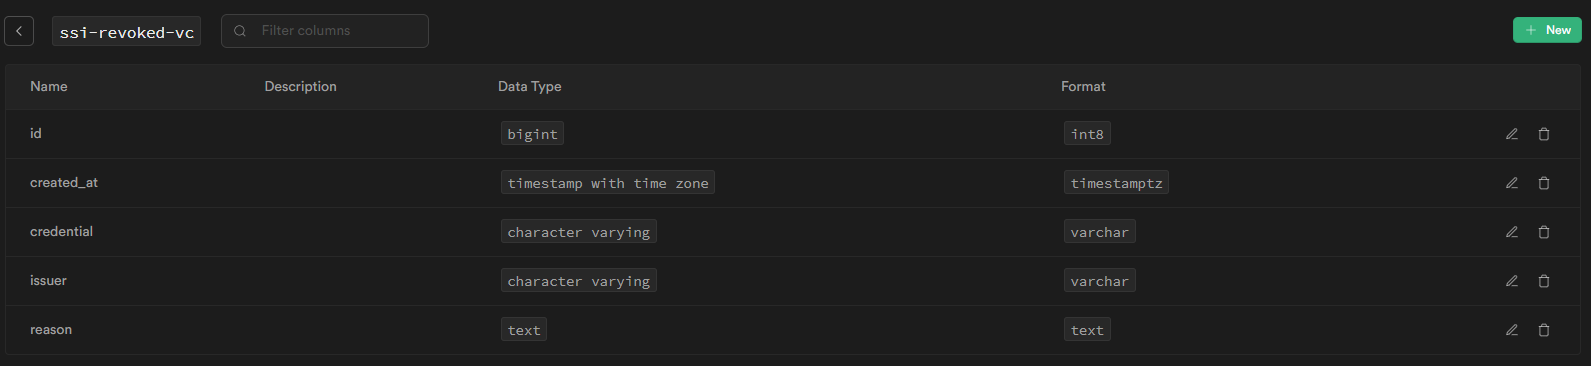 ssi-revoked-vc Filter columns New
Name Description Data Type Format
id bigint int8
created_at timestamp with time zone timestamptz
credential character varying varchar
issuer character varying varchar
reason text text